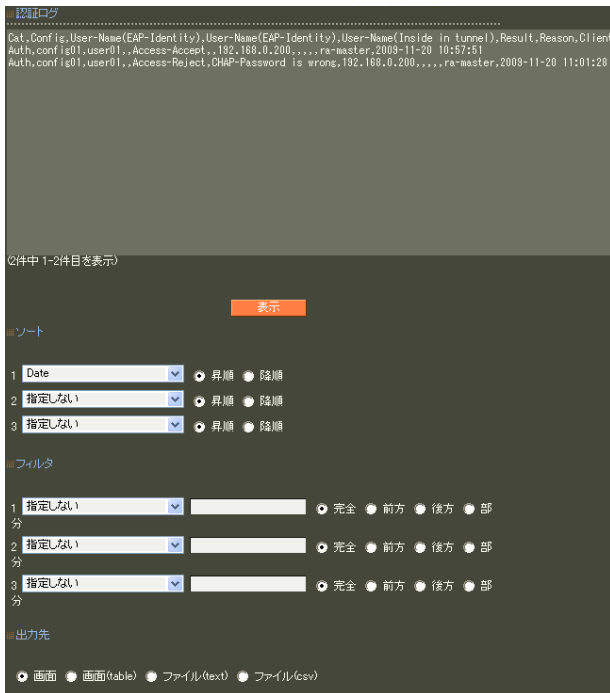 認証ログ
Cat,Config,User-Name(EAP-Identity),User-Name(EAP-Identity),User-Name(Inside in tunnel),Result,Reason,Client
Auth,config01,user01,,Access-Accept,,192.168.0.200,,,,,ra-master,2009-11-20 10:57:51
Auth,config01,user01,,Access-Reject,CHAP-Password is wrong,192.168.0.200,,,,,ra-master,2009-11-20 11:01:28
(2件中 1-2件目を表示)
表示
ソート
1 Date 昇順 降順
2 指定しない 昇順 降順
3 指定しない 昇順 降順
フィルタ
1 指定しない 完全 前方 後方 部
分
2 指定しない 完全 前方 後方 部
分
3 指定しない 完全 前方 後方 部
分
出力先
画面 画面(table) ファイル(text) ファイル(csv)